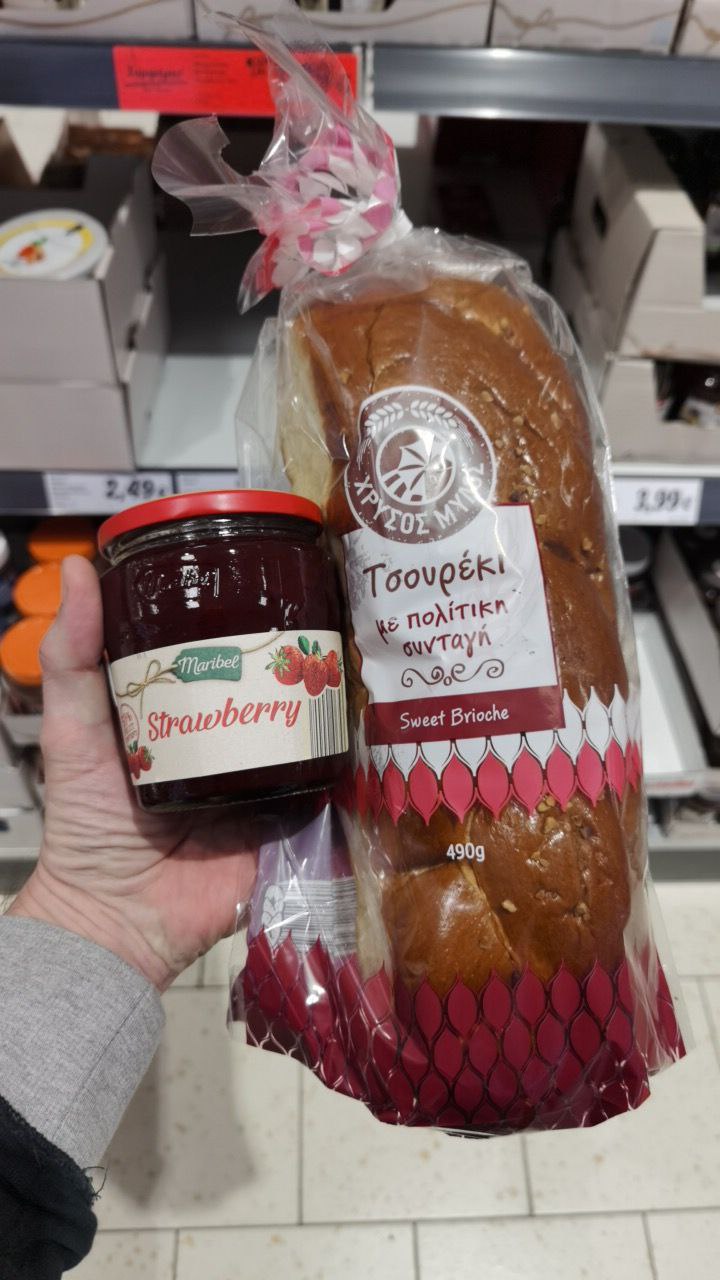 2,49€
3,99€
ΧΡΥΣΟΣ ΜΥΛΟΣ
Τσουρέκι
με πολίτικη
συνταγή
Sweet Brioche
490g
Maribel
Strawberry